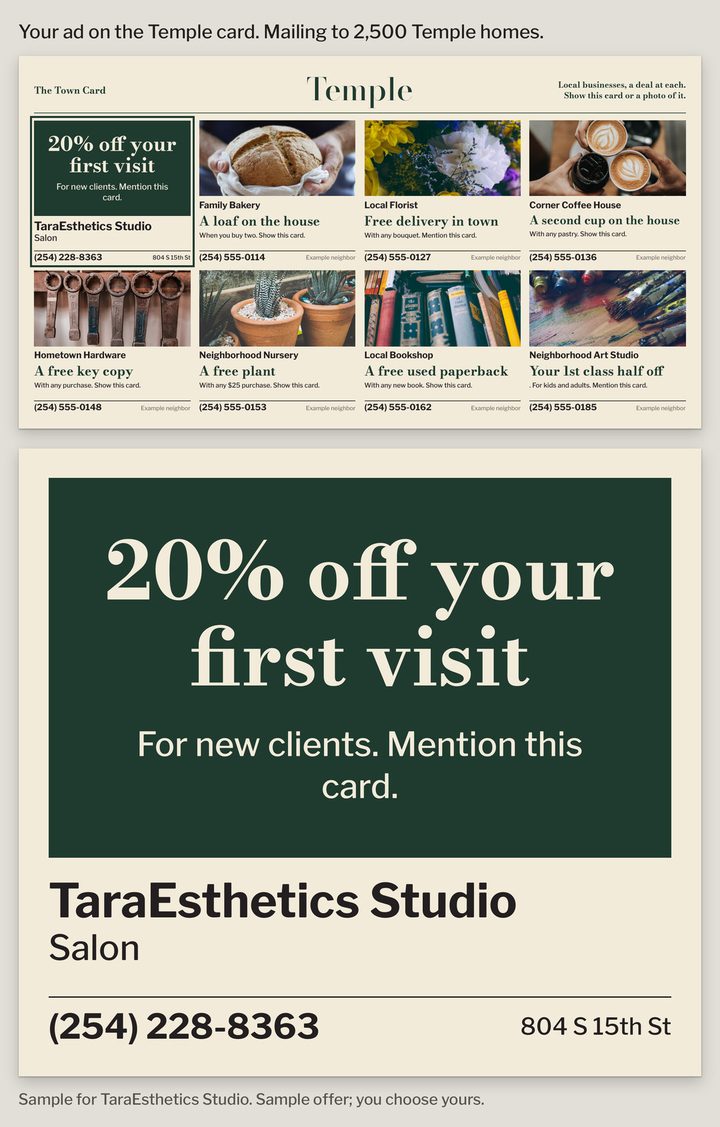 Your ad on the Temple card. Mailing to 2,500 Temple homes.
The Town Card
Temple
Local businesses, a deal at each.
Show this card or a photo of it.
20% off your
first visit
For new clients. Mention this
card.
TaraEsthetics Studio
Salon
(254) 228-8363
804 S 15th St
Family Bakery
A loaf on the house
When you buy two. Show this card.
(254) 555-0114
Example neighbor
Local Florist
Free delivery in town
With any bouquet. Mention this card.
(254) 555-0127
Example neighbor
Corner Coffee House
A second cup on the house
With any pastry. Show this card.
(254) 555-0136
Example neighbor
Hometown Hardware
A free key copy
With any purchase. Show this card.
(254) 555-0148
Example neighbor
Neighborhood Nursery
A free plant
With any $25 purchase. Show this card.
(254) 555-0153
Example neighbor
Local Bookshop
A free used paperback
With any new book. Show this card.
(254) 555-0162
Example neighbor
Neighborhood Art Studio
Your 1st class half off
. For kids and adults. Mention this card.
(254) 555-0185
Example neighbor
20% off your
first visit
For new clients. Mention this
card.
TaraEsthetics Studio
Salon
(254) 228-8363
804 S 15th St
Sample for TaraEsthetics Studio. Sample offer; you choose yours.